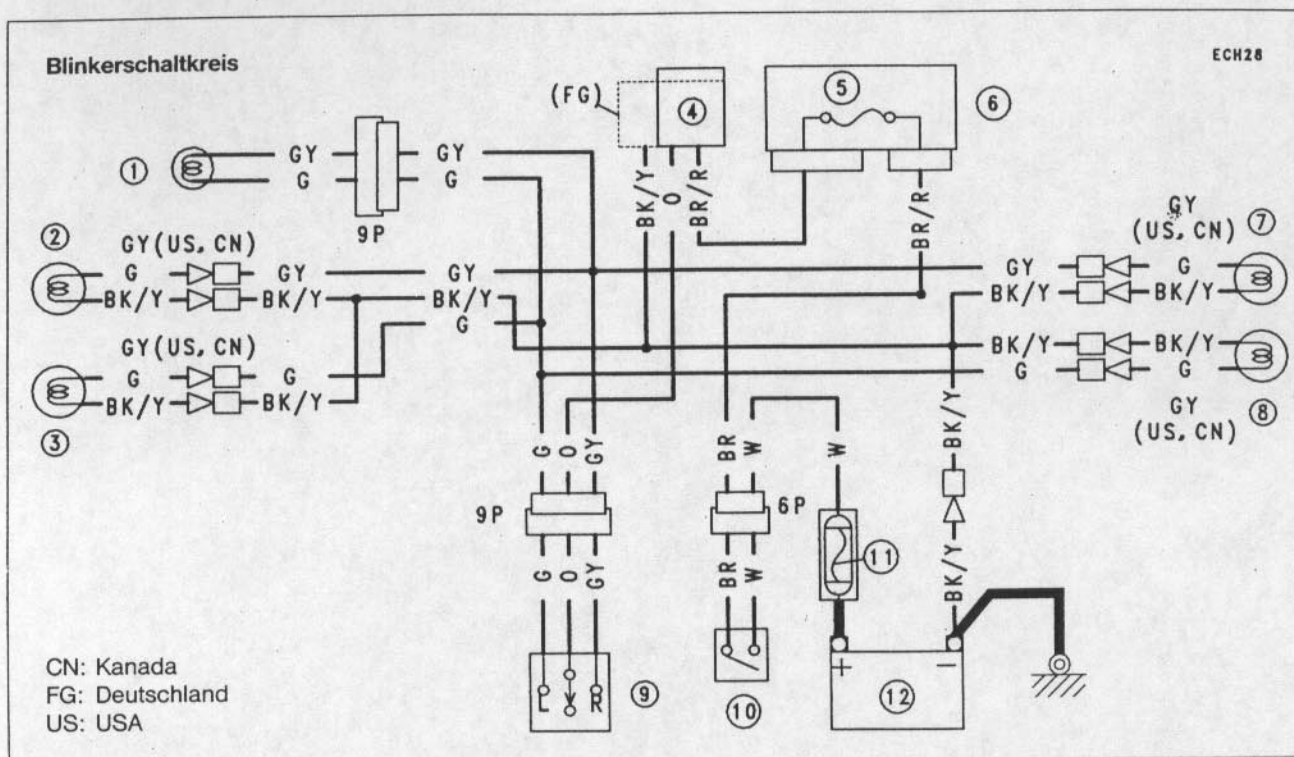 Blinkerschaltkreis
ECH28
(FG)
④
⑤
⑥
①
GY
GY
G
G
9P
BK/Y
O
BR/R
BR/R
②
GY(US, CN)
G
GY
GY
BK/Y
BK/Y
BK/Y
G
GY
(US, CN)
⑦
GY
G
BK/Y
BK/Y
GY(US, CN)
G
G
BK/Y
BK/Y
③
BK/Y
BK/Y
G
G
GY
(US, CN)
⑧
G
O
GY
BR
W
W
BK/Y
9P
6P
G
O
GY
BR
W
⑪
BK/Y
L
R
⑨
⑩
+
−
⑫
CN: Kanada
FG: Deutschland
US: USA